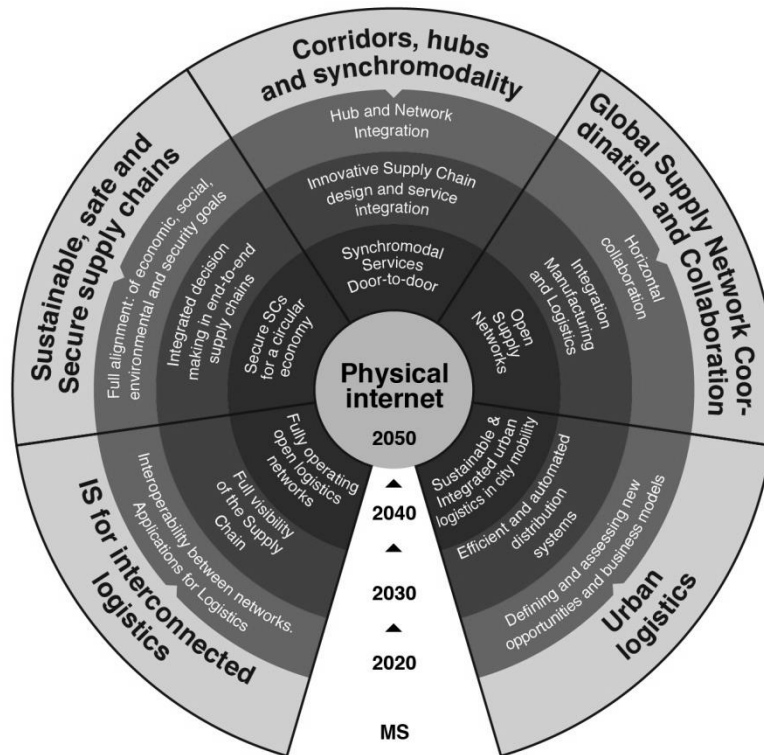 Corridors, hubs
and synchromodality
Hub and Network
Integration
Innovative Supply Chain
design and service
integration
Synchromodal
Services
Door-to-door
Global Supply Network Coor-
dination and Collaboration
Horizontal
collaboration
Integration
Manufacturing
and Logistics
Open
Supply
Networks
Urban
logistics
Defining and assessing new
opportunities and business models
Efficient and automated
distribution
systems
Sustainable &
Integrated urban
logistics in city mobility
IS for interconnected
logistics
Interoperability between networks.
Applications for Logistics
Full visibility
of the Supply
Chain
Fully operating
open logistics
networks
Sustainable, safe and
Secure supply chains
Full alignment: of economic, social,
environmental and security goals
Integrated decision
making in end-to-end
supply chains
Secure SCs
for a circular
economy
Physical
internet
2050
2040
2030
2020
MS